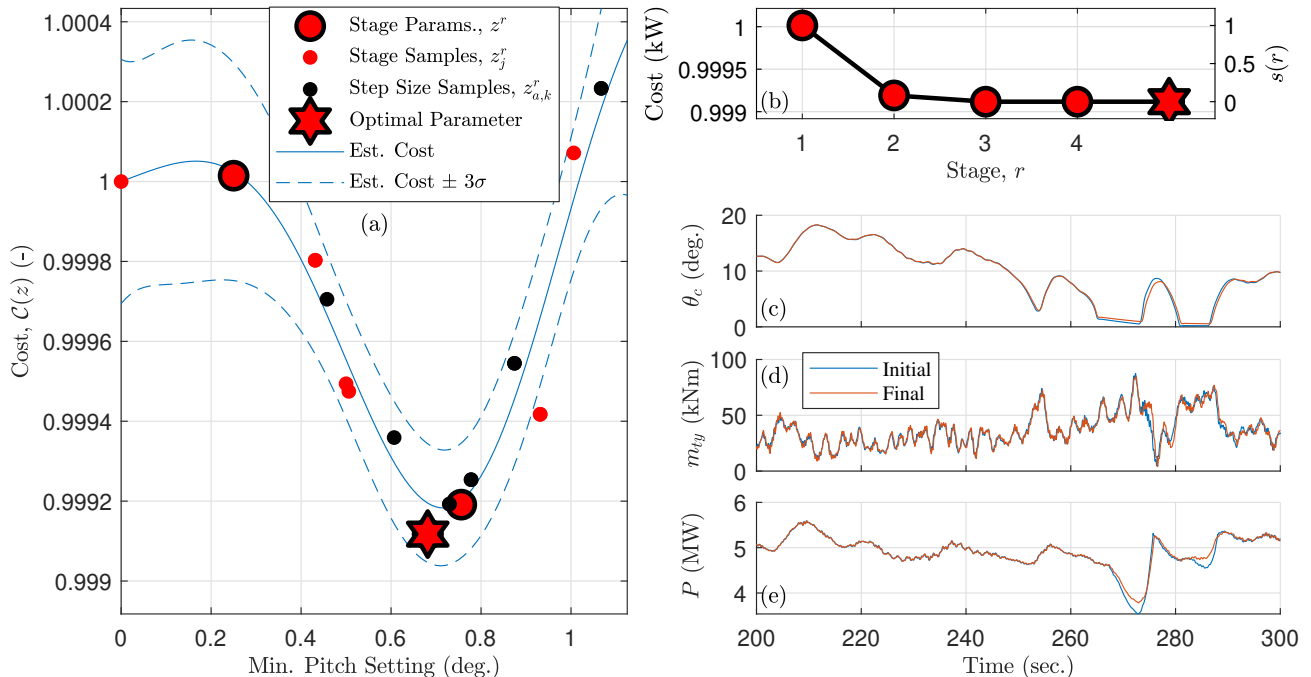 1.0004
1.0002
1
0.9998
0.9996
0.9994
0.9992
0.999
Cost, C(z) (-)
0 0.2 0.4 0.6 0.8 1
Min. Pitch Setting (deg.)
Stage Params., z^r
Stage Samples, z_j^r
Step Size Samples, z_{a,k}^r
Optimal Parameter
Est. Cost
Est. Cost ± 3σ
(a)
Cost (kW)
1
0.9995
0.999
(b)
1
0.5
0
s(r)
1 2 3 4
Stage, r
θ_c (deg.)
20
10
0
(c)
m_{ty} (kNm)
100
50
0
(d)
Initial
Final
P (MW)
6
5
4
(e)
200 220 240 260 280 300
Time (sec.)